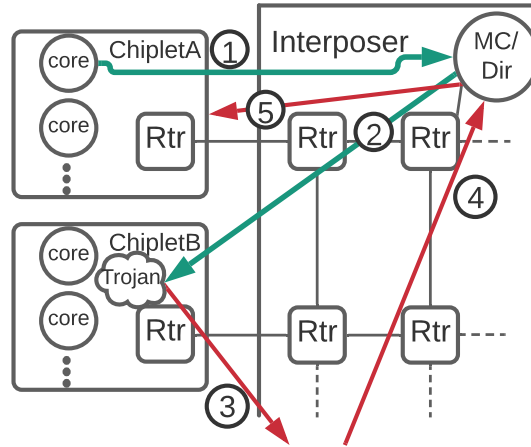 core
ChipletA
1
Interposer
MC/
Dir
5
core
Rtr
2
Rtr
Rtr
4
core
ChipletB
Trojan
core
Rtr
Rtr
Rtr
3